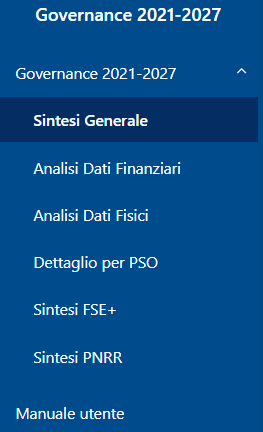 Governance 2021-2027
Governance 2021-2027
Sintesi Generale
Analisi Dati Finanziari
Analisi Dati Fisici
Dettaglio per PSO
Sintesi FSE+
Sintesi PNRR
Manuale utente